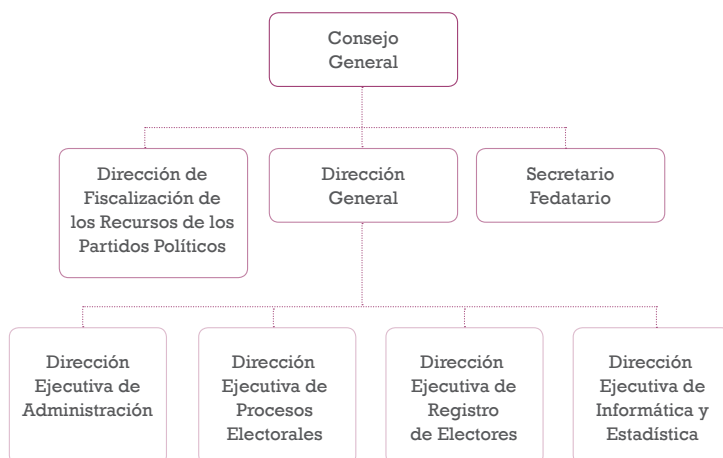 Consejo
General
Dirección de
Fiscalización de
los Recursos de los
Partidos Políticos
Dirección
General
Secretario
Fedatario
Dirección
Ejecutiva de
Administración
Dirección
Ejecutiva de
Procesos
Electorales
Dirección
Ejecutiva de
Registro
de Electores
Dirección
Ejecutiva de
Informática y
Estadística